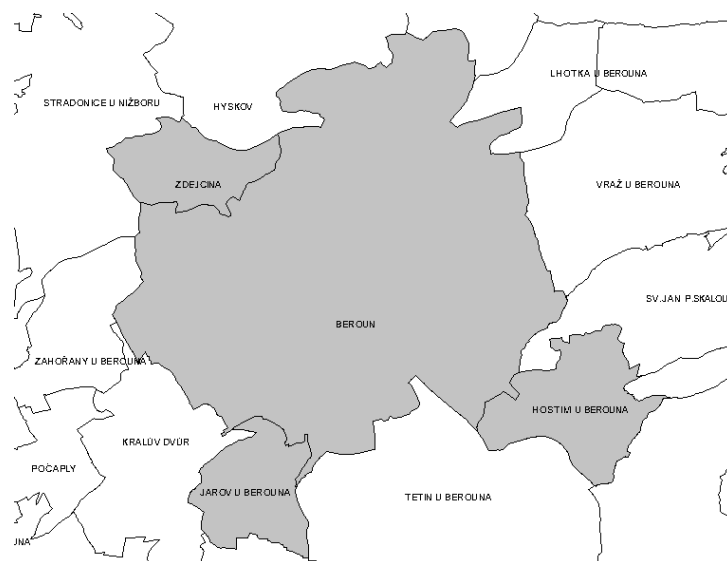 LHOTKA U BEROUNA
STRADONICE U NIŽBORU
HYSKOV
ZDEJCINA
VRAŽ U BEROUNA
SV.JAN P.SKALOU
BEROUN
ZAHOŘANY U BEROUNA
HOSTIM U BEROUNA
KRALŮV DVŮR
POČAPLY
JAROV U BEROUNA
TETIN U BEROUNA
UNA